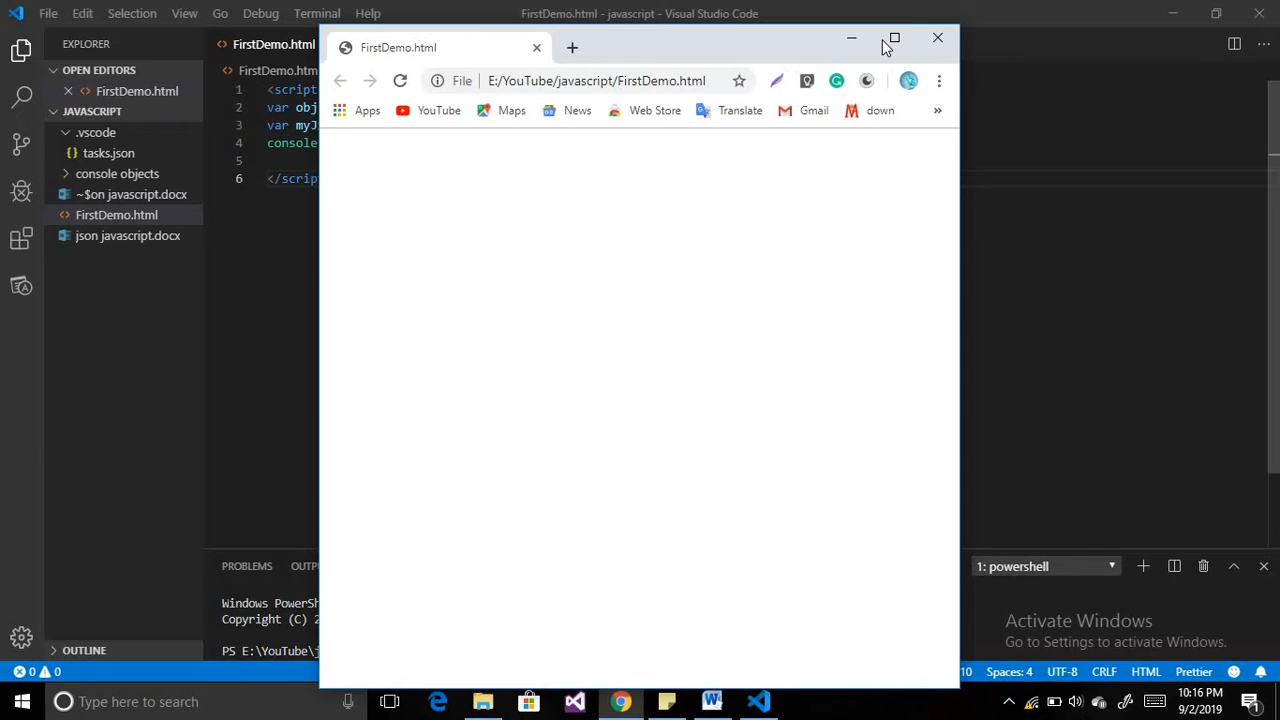 File Edit Selection View Go Debug Terminal Help FirstDemo.html - javascript - Visual Studio Code
EXPLORER
OPEN EDITORS
FirstDemo.html
JAVASCRIPT
.vscode
tasks.json
console objects
~$on javascript.docx
FirstDemo.html
json javascript.docx
OUTLINE
FirstDemo.html
FirstDemo.htm
1 <script
2 var obj
3 var myJ
4 console
5
6 </script
FirstDemo.html
File E:/YouTube/javascript/FirstDemo.html
Apps YouTube Maps News Web Store Translate Gmail down »
PROBLEMS OUTP
1: powershell
Windows PowerSh
Copyright (C) 2
PS E:\YouTube\j
Activate Windows
Go to Settings to activate Windows.
0 0 10 Spaces: 4 UTF-8 CRLF HTML Prettier
Type here to search
10:16 PM
9/2/2019
1